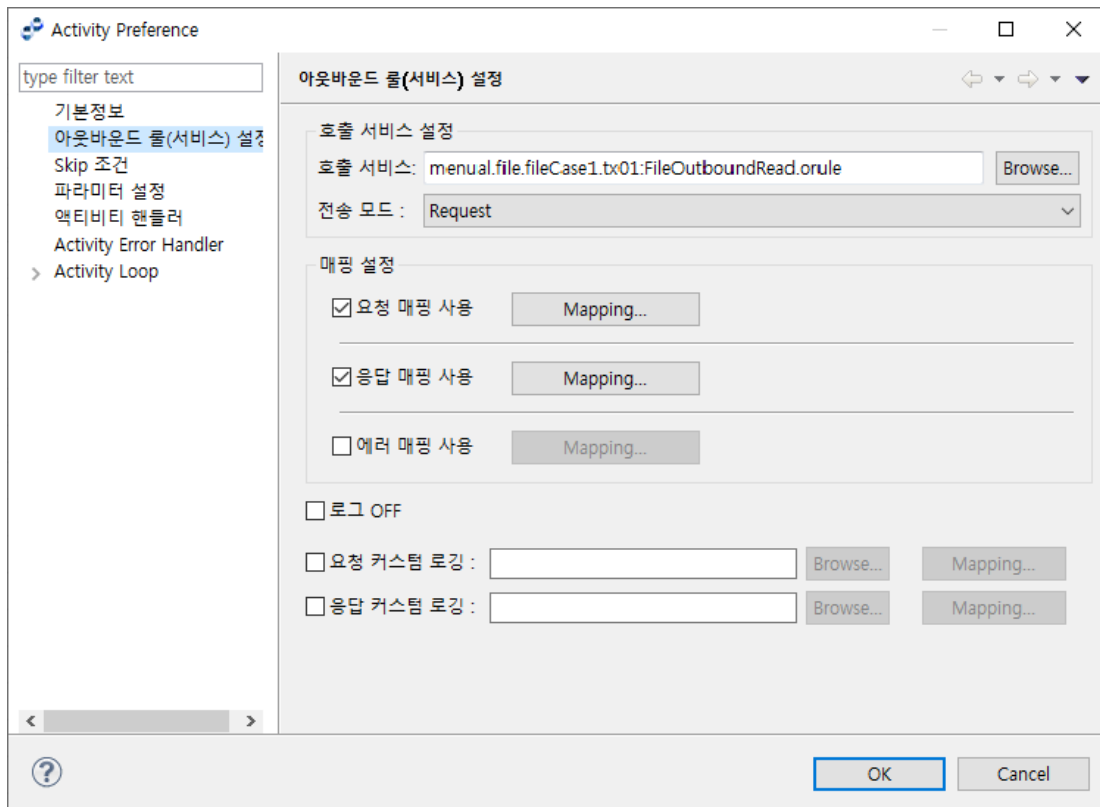 Activity Preference
type filter text
기본정보
아웃바운드 룰(서비스) 설정
Skip 조건
파라미터 설정
액티비티 핸들러
Activity Error Handler
Activity Loop
아웃바운드 룰(서비스) 설정
호출 서비스 설정
호출 서비스: menual.file.fileCase1.tx01:FileOutboundRead.orule Browse...
전송 모드 : Request
매핑 설정
요청 매핑 사용 Mapping...
응답 매핑 사용 Mapping...
에러 매핑 사용 Mapping...
로그 OFF
요청 커스텀 로깅 : Browse... Mapping...
응답 커스텀 로깅 : Browse... Mapping...
OK Cancel